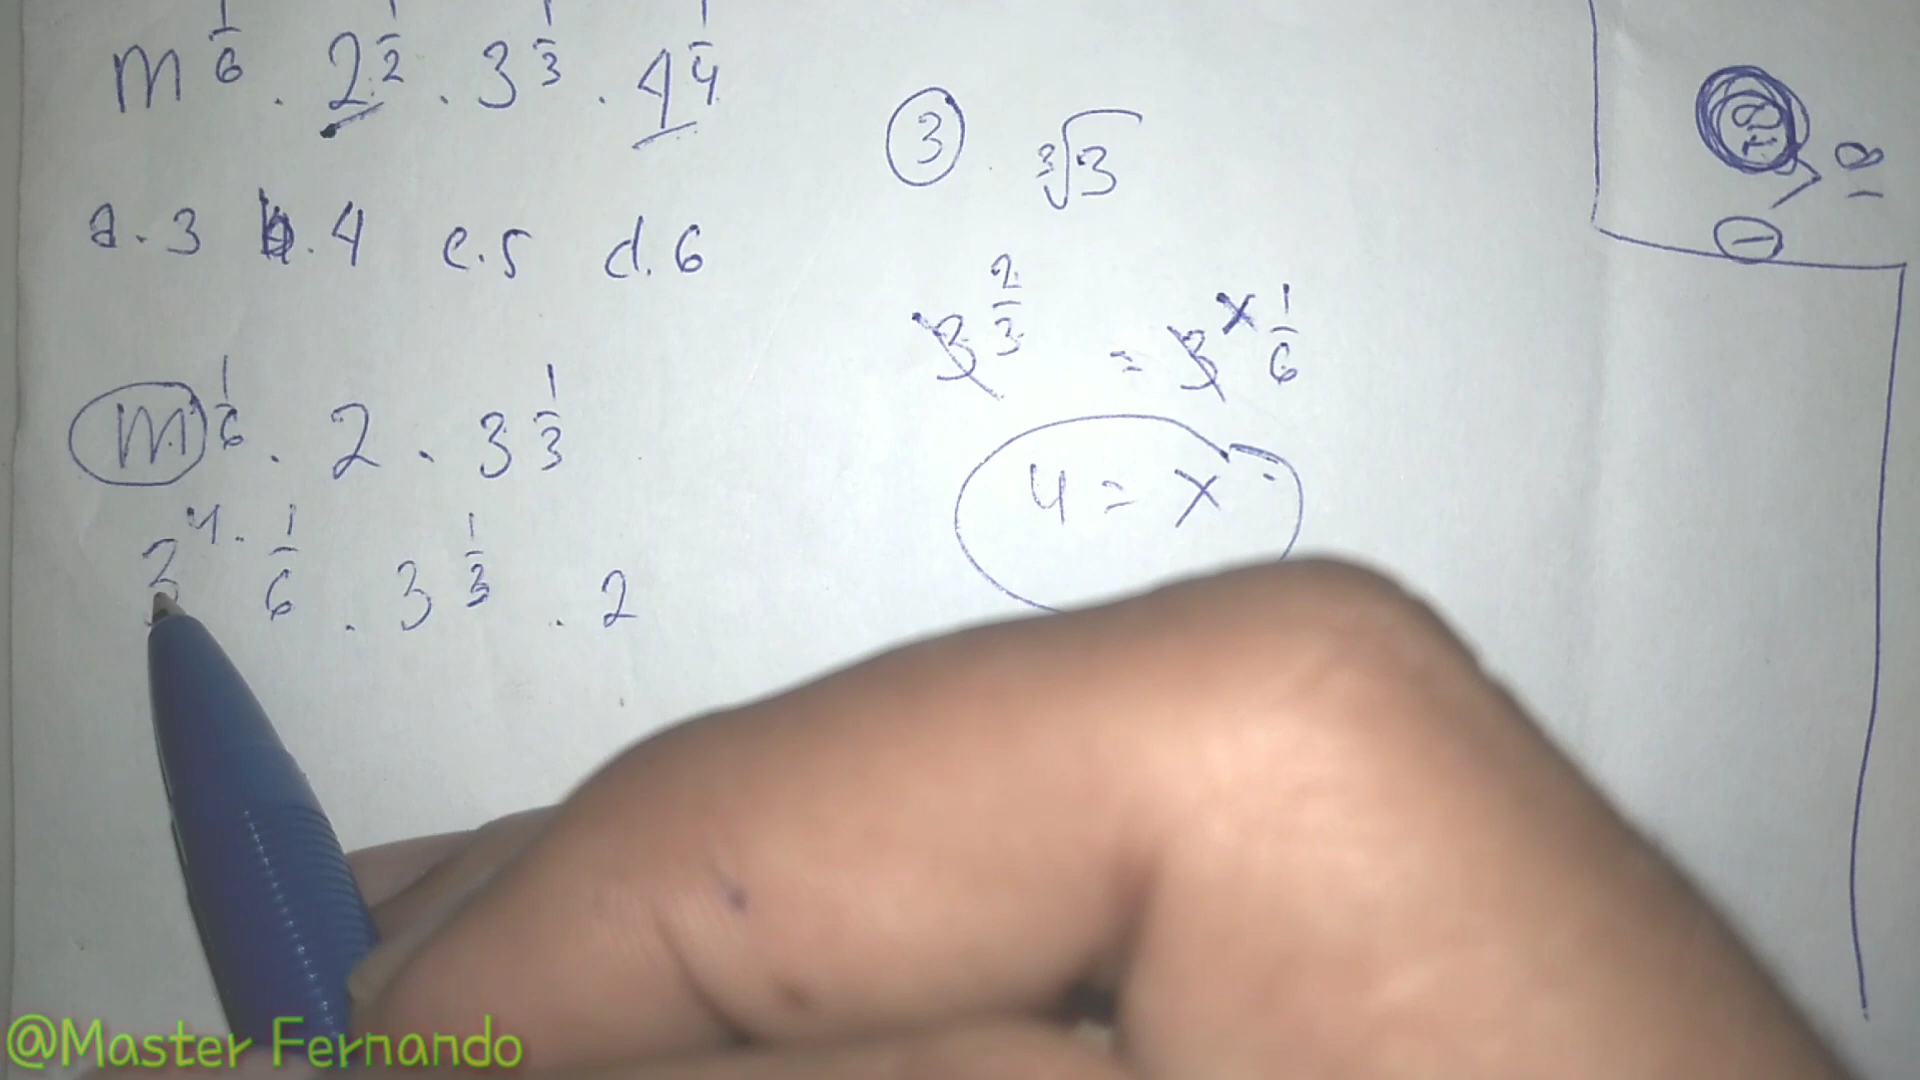 m^(1/6) . 2^(1/2) . 3^(1/3) . 4^(1/4)
a. 3 b. 4 c. 5 d. 6
m^(1/6) . 2 . 3^(1/3)
3^(4 . 1/6) . 3^(1/3) . 2
3 . ∛3
3^(2/3) = 3^(x 1/6)
4 = x
1
@Master Fernando